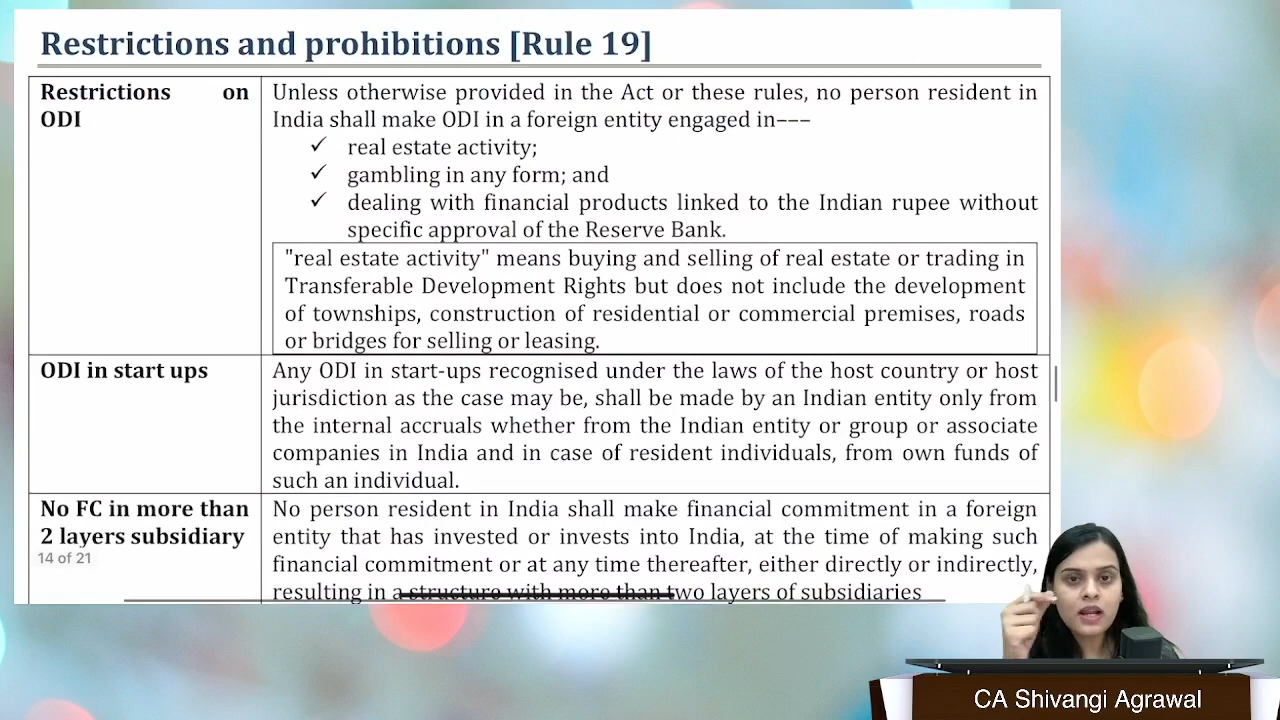 Restrictions and prohibitions [Rule 19]
Restrictions on
ODI
Unless otherwise provided in the Act or these rules, no person resident in
India shall make ODI in a foreign entity engaged in−−−
✓ real estate activity;
✓ gambling in any form; and
✓ dealing with financial products linked to the Indian rupee without
specific approval of the Reserve Bank.
"real estate activity" means buying and selling of real estate or trading in
Transferable Development Rights but does not include the development
of townships, construction of residential or commercial premises, roads
or bridges for selling or leasing.
ODI in start ups
Any ODI in start-ups recognised under the laws of the host country or host
jurisdiction as the case may be, shall be made by an Indian entity only from
the internal accruals whether from the Indian entity or group or associate
companies in India and in case of resident individuals, from own funds of
such an individual.
No FC in more than
2 layers subsidiary
No person resident in India shall make financial commitment in a foreign
entity that has invested or invests into India, at the time of making such
financial commitment or at any time thereafter, either directly or indirectly,
resulting in a structure with more than two layers of subsidiaries
14 of 21
CA Shivangi Agrawal